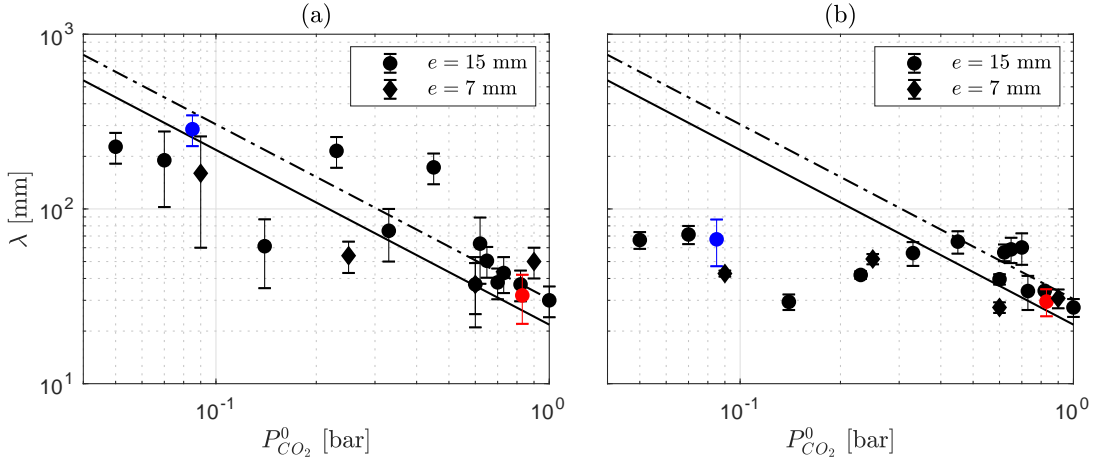 (a) (b)
10^3
e = 15 mm
e = 7 mm
e = 15 mm
e = 7 mm
λ [mm]
10^2
10^1
10^{-1} 10^0 10^{-1} 10^0
P^0_{CO_2} [bar] P^0_{CO_2} [bar]